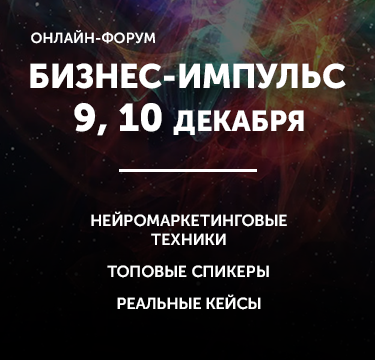 ОНЛАЙН-ФОРУМ
БИЗНЕС-ИМПУЛЬС
9, 10 ДЕКАБРЯ
НЕЙРОМАРКЕТИНГОВЫЕ
ТЕХНИКИ
ТОПОВЫЕ СПИКЕРЫ
РЕАЛЬНЫЕ КЕЙСЫ